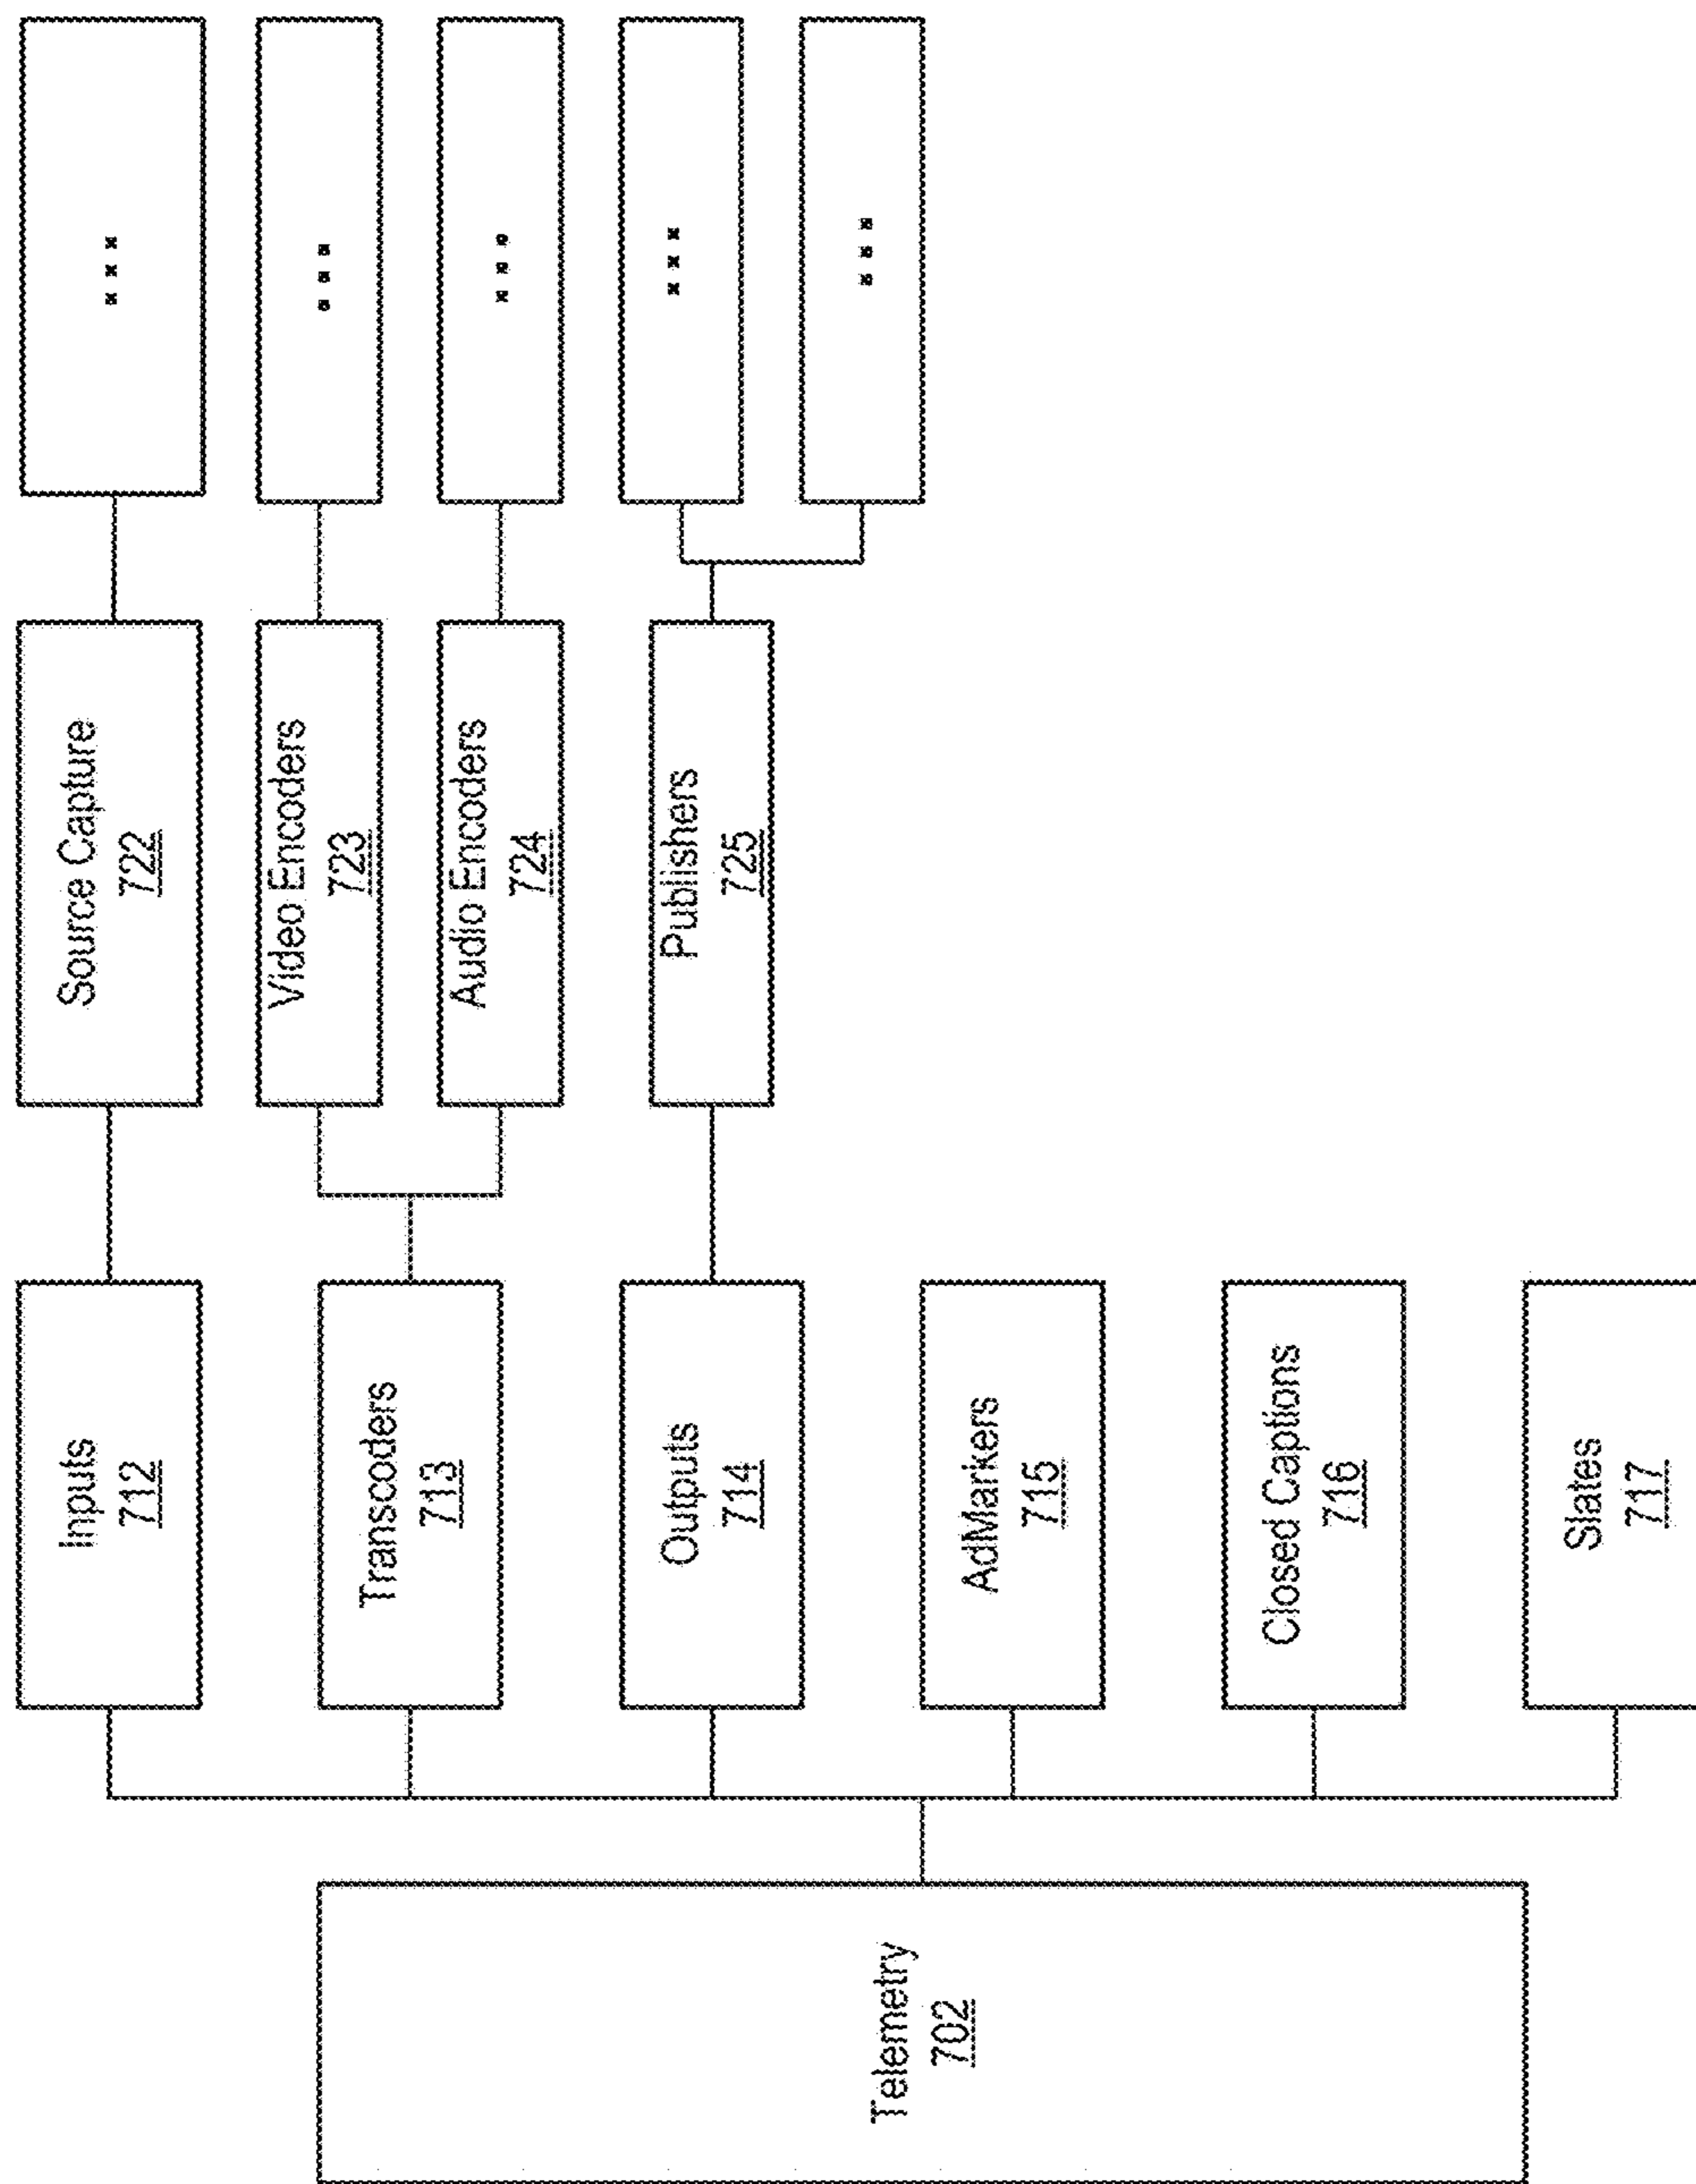 Telemetry
702
Inputs
712
Transcoders
713
Outputs
714
AdMarkers
715
Closed Captions
716
Slates
717
Source Capture
722
Video Encoders
723
Audio Encoders
724
Publishers
725
...
...
...
...
...